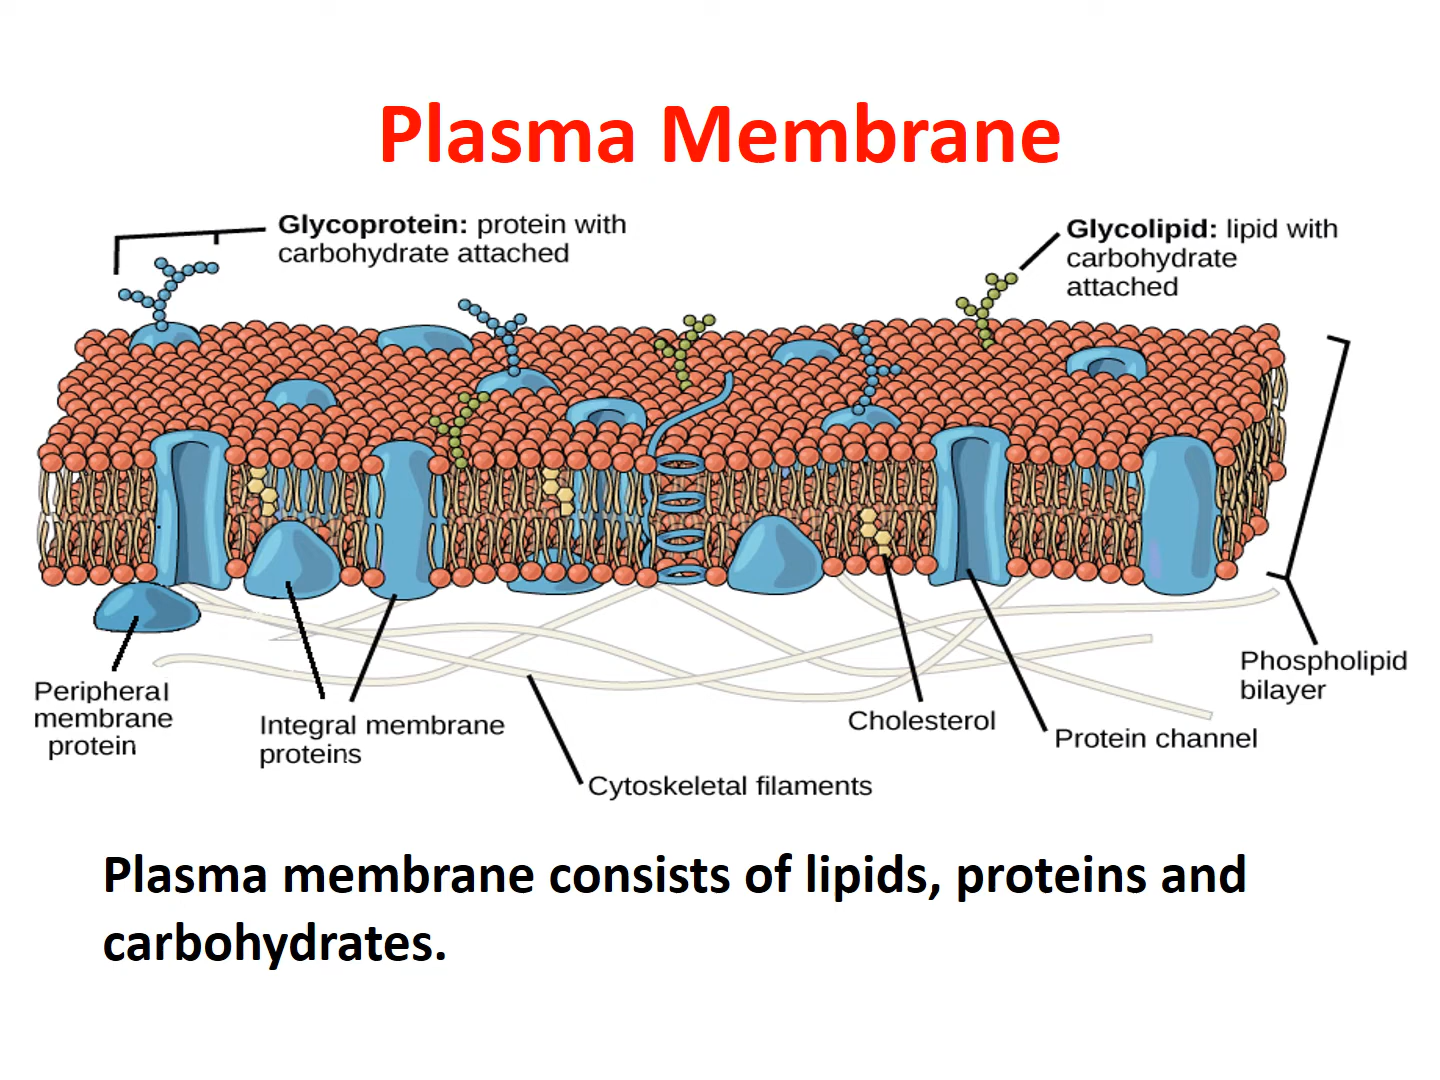 Plasma Membrane
Glycoprotein: protein with
carbohydrate attached
Glycolipid: lipid with
carbohydrate
attached
Peripheral
membrane
protein
Integral membrane
proteins
Cytoskeletal filaments
Cholesterol
Protein channel
Phospholipid
bilayer
Plasma membrane consists of lipids, proteins and
carbohydrates.